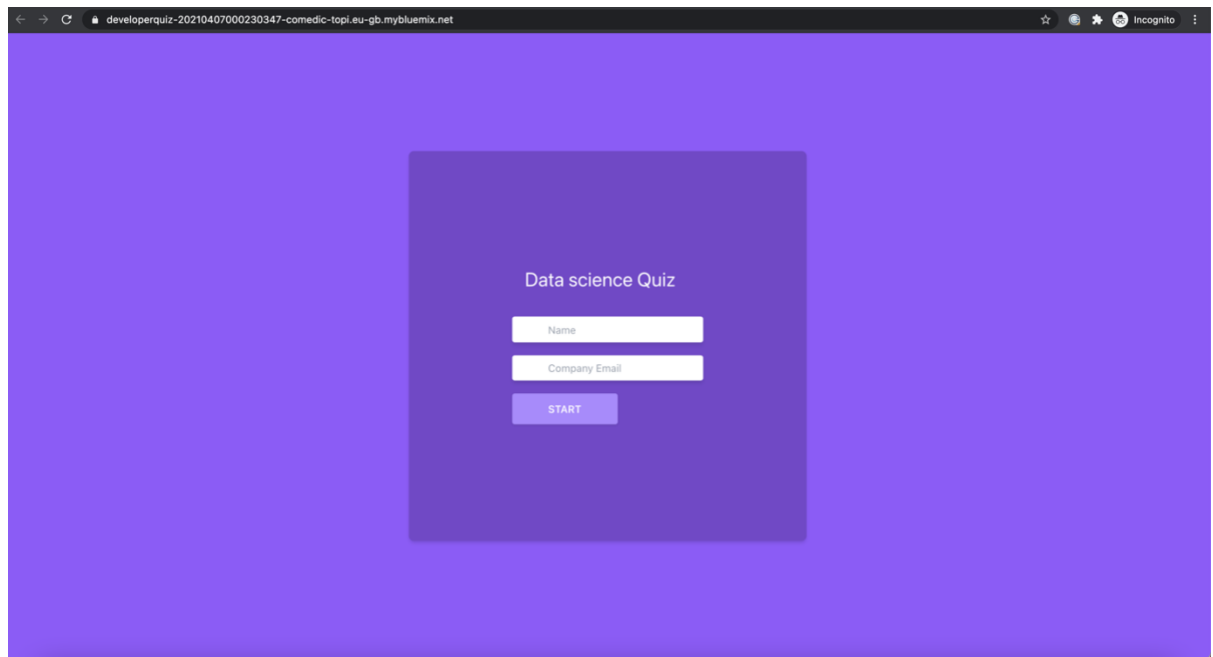 developerquiz-20210407000230347-comedic-topi.eu-gb.mybluemix.net
Incognito
Data science Quiz
Name
Company Email
START